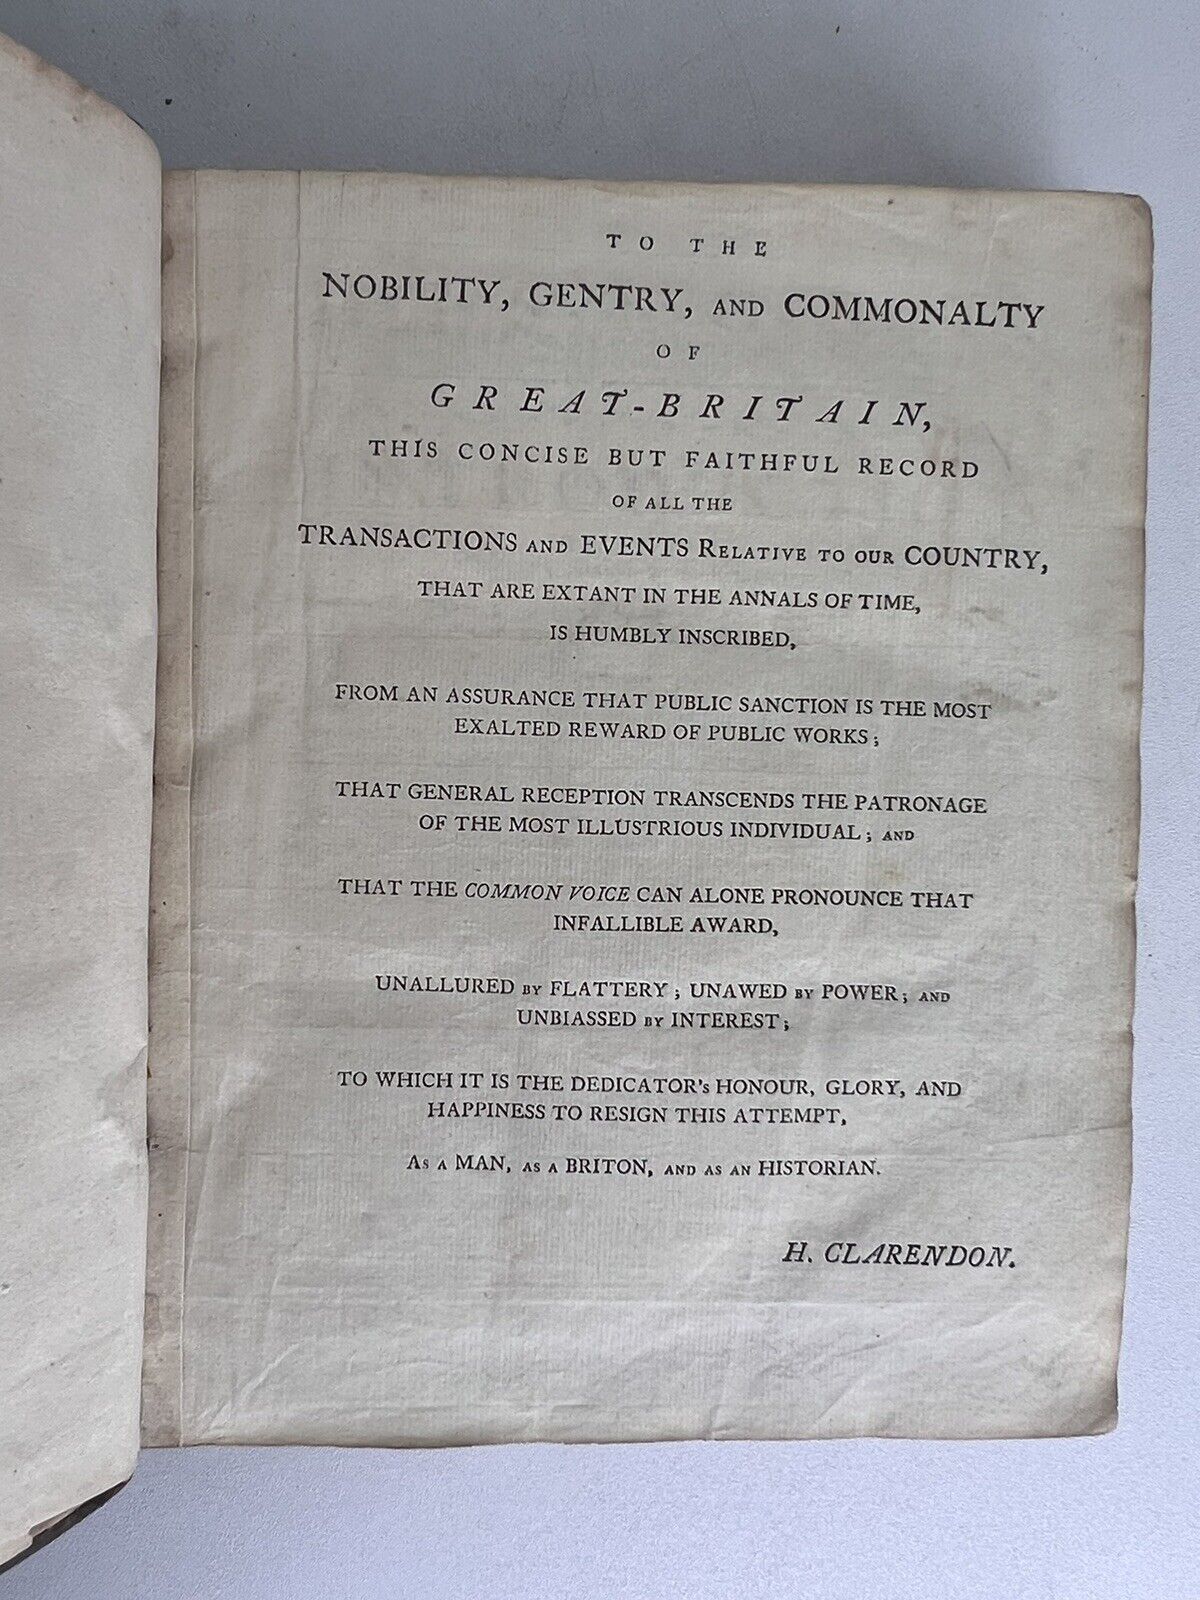 TO THE
NOBILITY, GENTRY, AND COMMONALTY
OF
GREAT-BRITAIN,
THIS CONCISE BUT FAITHFUL RECORD
OF ALL THE
TRANSACTIONS AND EVENTS RELATIVE TO OUR COUNTRY,
THAT ARE EXTANT IN THE ANNALS OF TIME,
IS HUMBLY INSCRIBED,
FROM AN ASSURANCE THAT PUBLIC SANCTION IS THE MOST
EXALTED REWARD OF PUBLIC WORKS;
THAT GENERAL RECEPTION TRANSCENDS THE PATRONAGE
OF THE MOST ILLUSTRIOUS INDIVIDUAL; AND
THAT THE COMMON VOICE CAN ALONE PRONOUNCE THAT
INFALLIBLE AWARD,
UNALLURED BY FLATTERY; UNAWED BY POWER; AND
UNBIASSED BY INTEREST;
TO WHICH IT IS THE DEDICATOR's HONOUR, GLORY, AND
HAPPINESS TO RESIGN THIS ATTEMPT,
AS A MAN, AS A BRITON, AND AS AN HISTORIAN.
H. CLARENDON.